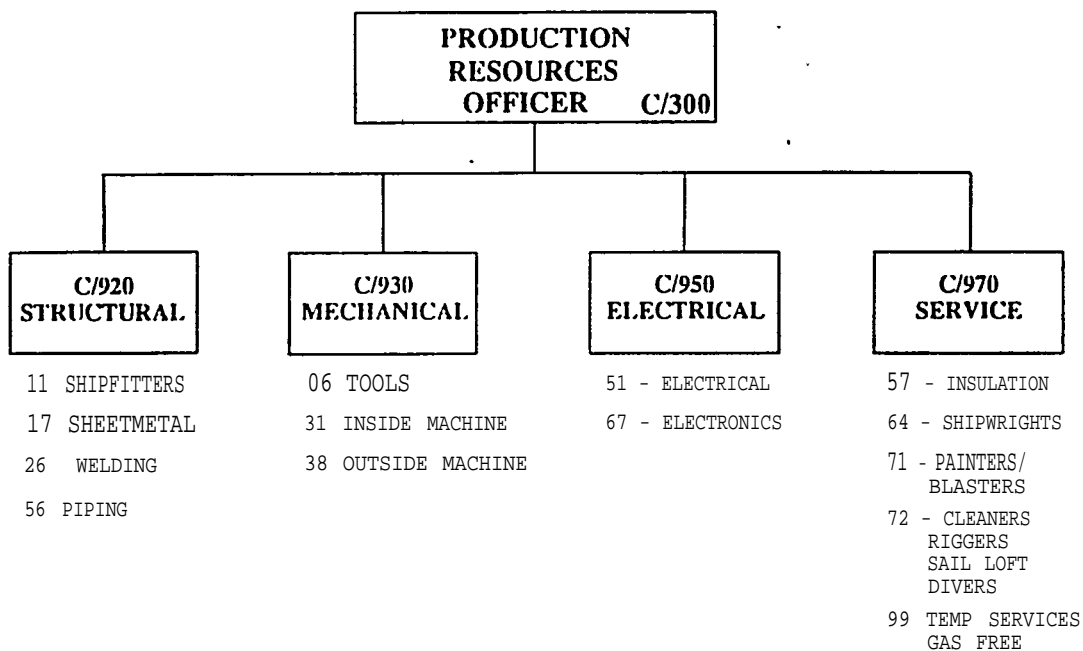 PRODUCTION
RESOURCES
OFFICER C/300
C/920
STRUCTURAL
11 SHIPFITTERS
17 SHEETMETAL
26 WELDING
56 PIPING
C/930
MECHANICAL
06 TOOLS
31 INSIDE MACHINE
38 OUTSIDE MACHINE
C/950
ELECTRICAL
51 - ELECTRICAL
67 - ELECTRONICS
C/970
SERVICE
57 - INSULATION
64 - SHIPWRIGHTS
71 - PAINTERS/
BLASTERS
72 - CLEANERS
RIGGERS
SAIL LOFT
DIVERS
99 TEMP SERVICES
GAS FREE